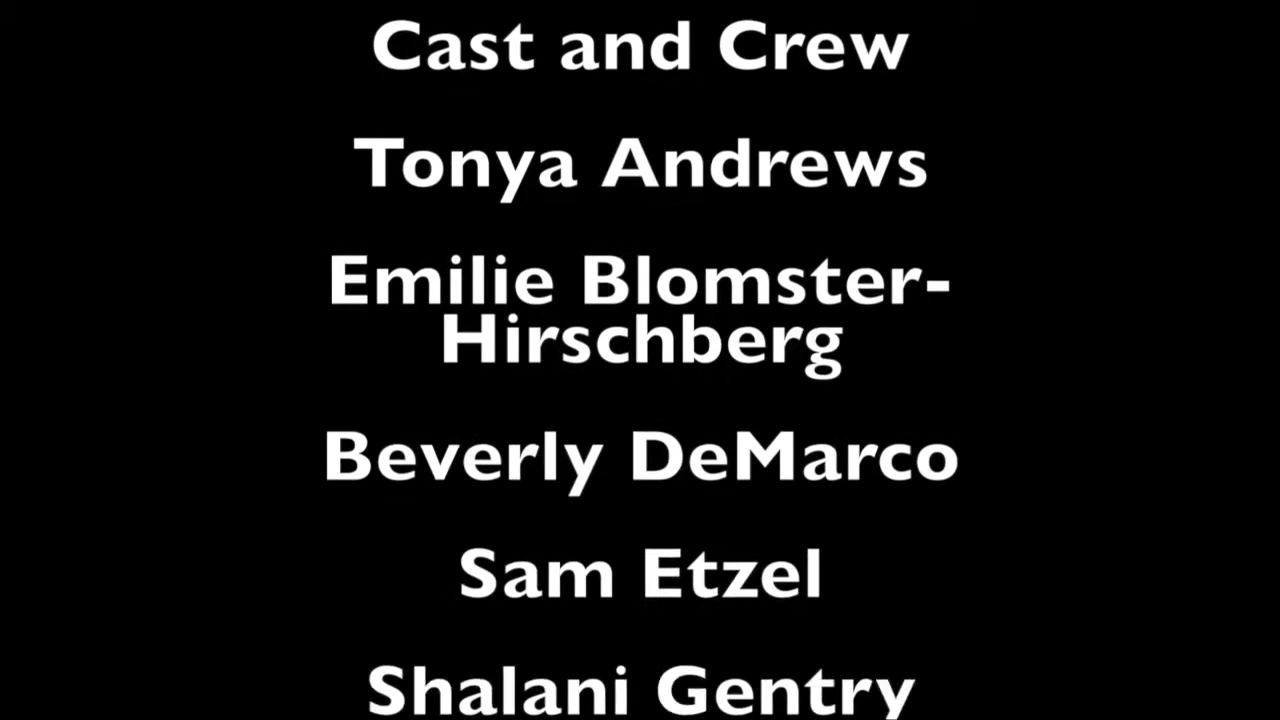 Cast and Crew
Tonya Andrews
Emilie Blomster-
Hirschberg
Beverly DeMarco
Sam Etzel
Shalani Gentry